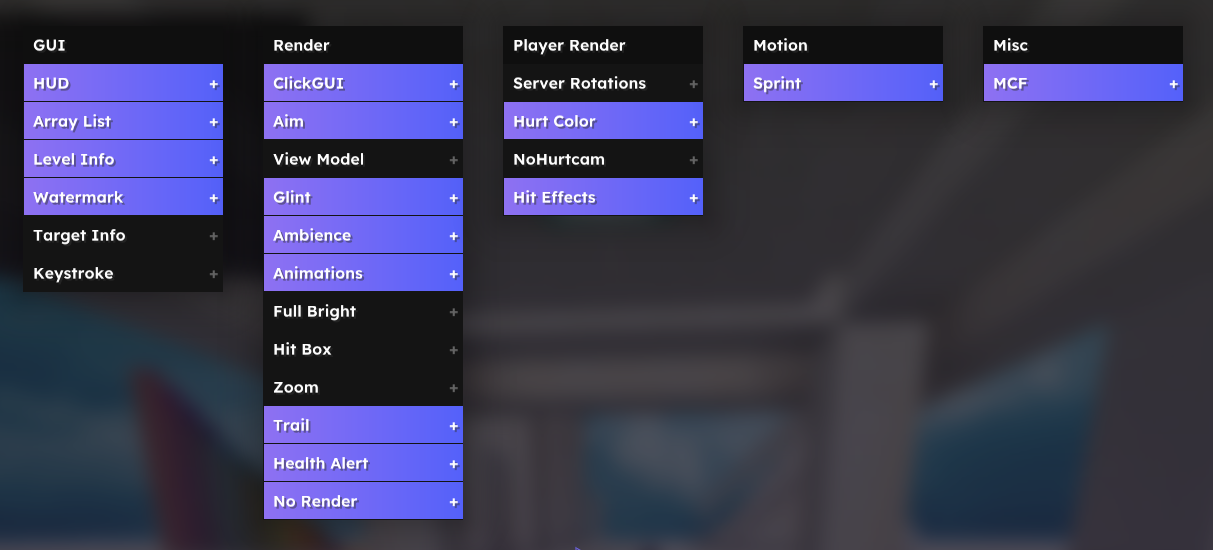 GUI
HUD +
Array List +
Level Info +
Watermark +
Target Info +
Keystroke +
Render
ClickGUI +
Aim +
View Model +
Glint +
Ambience +
Animations +
Full Bright +
Hit Box +
Zoom +
Trail +
Health Alert +
No Render +
Player Render
Server Rotations +
Hurt Color +
NoHurtcam +
Hit Effects +
Motion
Sprint +
Misc
MCF +